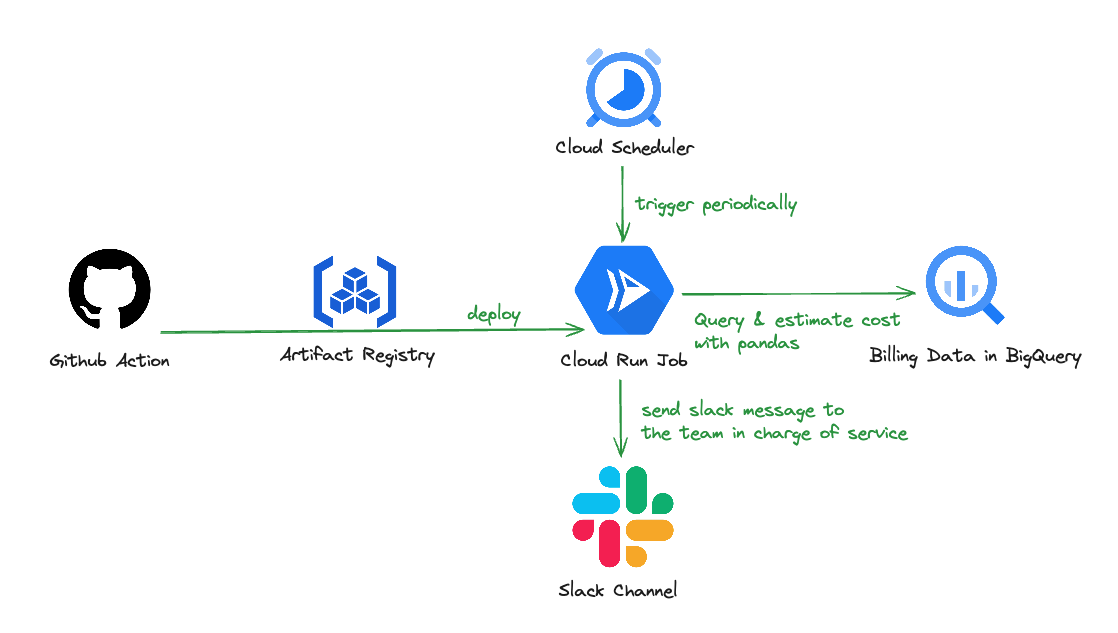 Cloud Scheduler
trigger periodically
deploy
Github Action
Artifact Registry
Cloud Run Job
Query & estimate cost
with pandas
Billing Data in BigQuery
send slack message to
the team in charge of service
Slack Channel